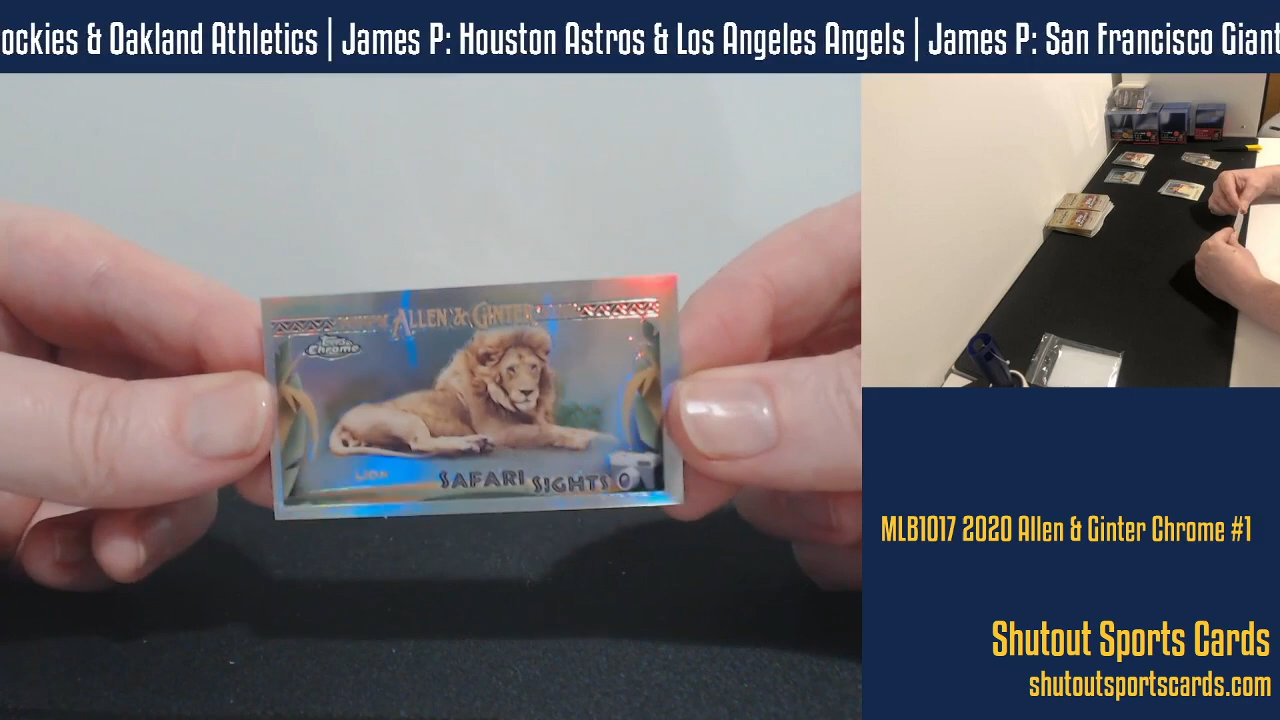 ockies & Oakland Athletics | James P: Houston Astros & Los Angeles Angels | James P: San Francisco Giant
ALLEN & GINTER
Topps
Chrome
LION
SAFARI SIGHTS
MLB1017 2020 Allen & Ginter Chrome #1
Shutout Sports Cards
shutoutsportscards.com